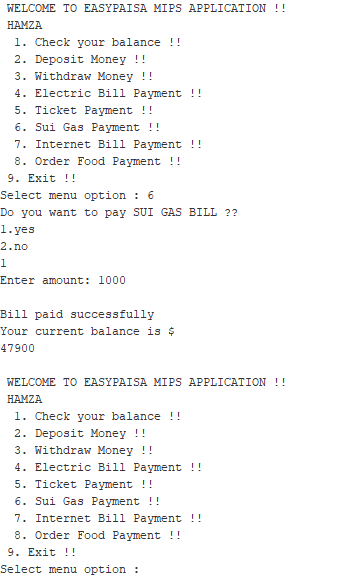 WELCOME TO EASYPAISA MIPS APPLICATION !!
HAMZA
1. Check your balance !!
2. Deposit Money !!
3. Withdraw Money !!
4. Electric Bill Payment !!
5. Ticket Payment !!
6. Sui Gas Payment !!
7. Internet Bill Payment !!
8. Order Food Payment !!
9. Exit !!
Select menu option : 6
Do you want to pay SUI GAS BILL ??
1.yes
2.no
1
Enter amount: 1000
Bill paid successfully
Your current balance is $
47900
WELCOME TO EASYPAISA MIPS APPLICATION !!
HAMZA
1. Check your balance !!
2. Deposit Money !!
3. Withdraw Money !!
4. Electric Bill Payment !!
5. Ticket Payment !!
6. Sui Gas Payment !!
7. Internet Bill Payment !!
8. Order Food Payment !!
9. Exit !!
Select menu option :